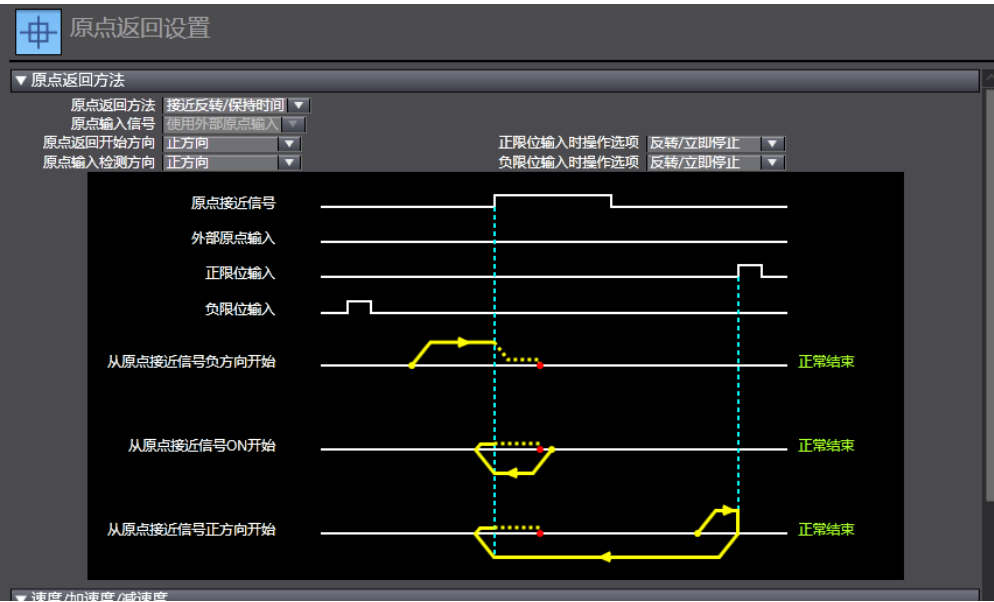 原点返回设置
▼ 原点返回方法
原点返回方法 接近反转/保持时间
原点输入信号 使用外部原点输入
原点返回开始方向 正方向 正限位输入时操作选项 反转/立即停止
原点输入检测方向 正方向 负限位输入时操作选项 反转/立即停止
原点接近信号
外部原点输入
正限位输入
负限位输入
从原点接近信号负方向开始 正常结束
从原点接近信号ON开始 正常结束
从原点接近信号正方向开始 正常结束
▼ 速度/加速度/减速度